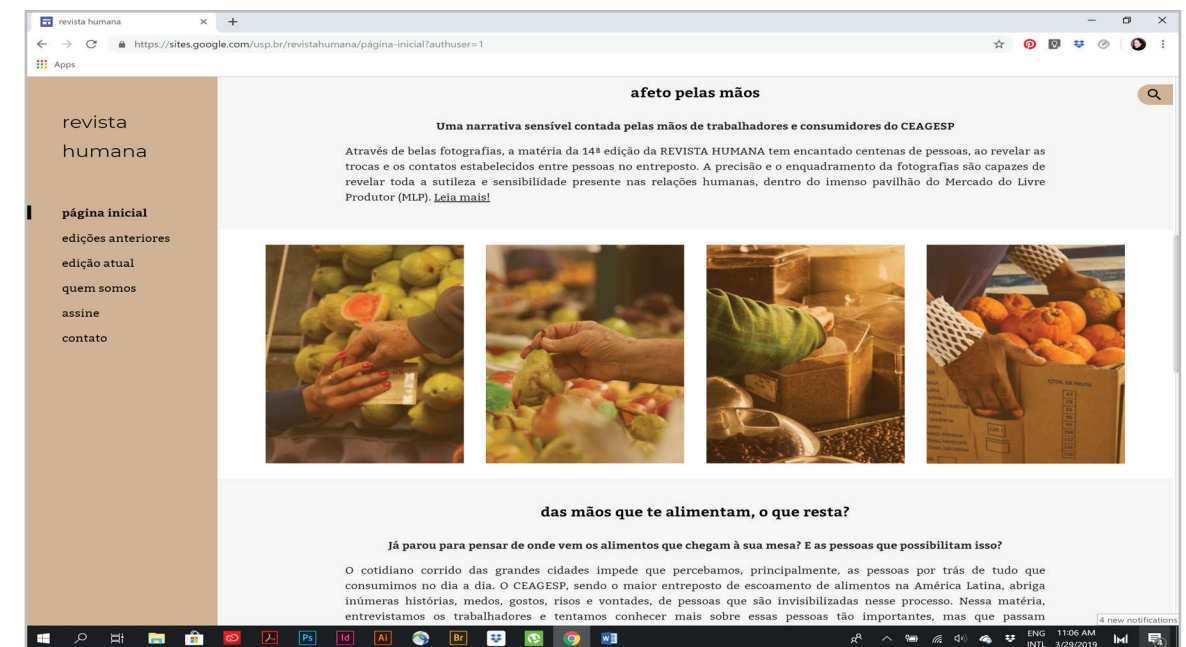 revista humana
https://sites.google.com/usp.br/revistahumana/página-inicial?authuser=1
Apps
revista
humana
página inicial
edições anteriores
edição atual
quem somos
assine
contato
afeto pelas mãos
Uma narrativa sensível contada pelas mãos de trabalhadores e consumidores do CEAGESP
Através de belas fotografias, a matéria da 14ª edição da REVISTA HUMANA tem encantado centenas de pessoas, ao revelar as
trocas e os contatos estabelecidos entre pessoas no entreposto. A precisão e o enquadramento da fotografias são capazes de
revelar toda a sutileza e sensibilidade presente nas relações humanas, dentro do imenso pavilhão do Mercado do Livre
Produtor (MLP). Leia mais!
das mãos que te alimentam, o que resta?
Já parou para pensar de onde vem os alimentos que chegam à sua mesa? E as pessoas que possibilitam isso?
O cotidiano corrido das grandes cidades impede que percebamos, principalmente, as pessoas por trás de tudo que
consumimos no dia a dia. O CEAGESP, sendo o maior entreposto de escoamento de alimentos na América Latina, abriga
inúmeras histórias, medos, gostos, risos e vontades, de pessoas que são invisibilizadas nesse processo. Nessa matéria,
entrevistamos os trabalhadores e tentamos conhecer mais sobre essas pessoas tão importantes, mas que passam
4 new notifications
Ps
Id
Ai
Br
ENG
INTL
11:06 AM
3/29/2019